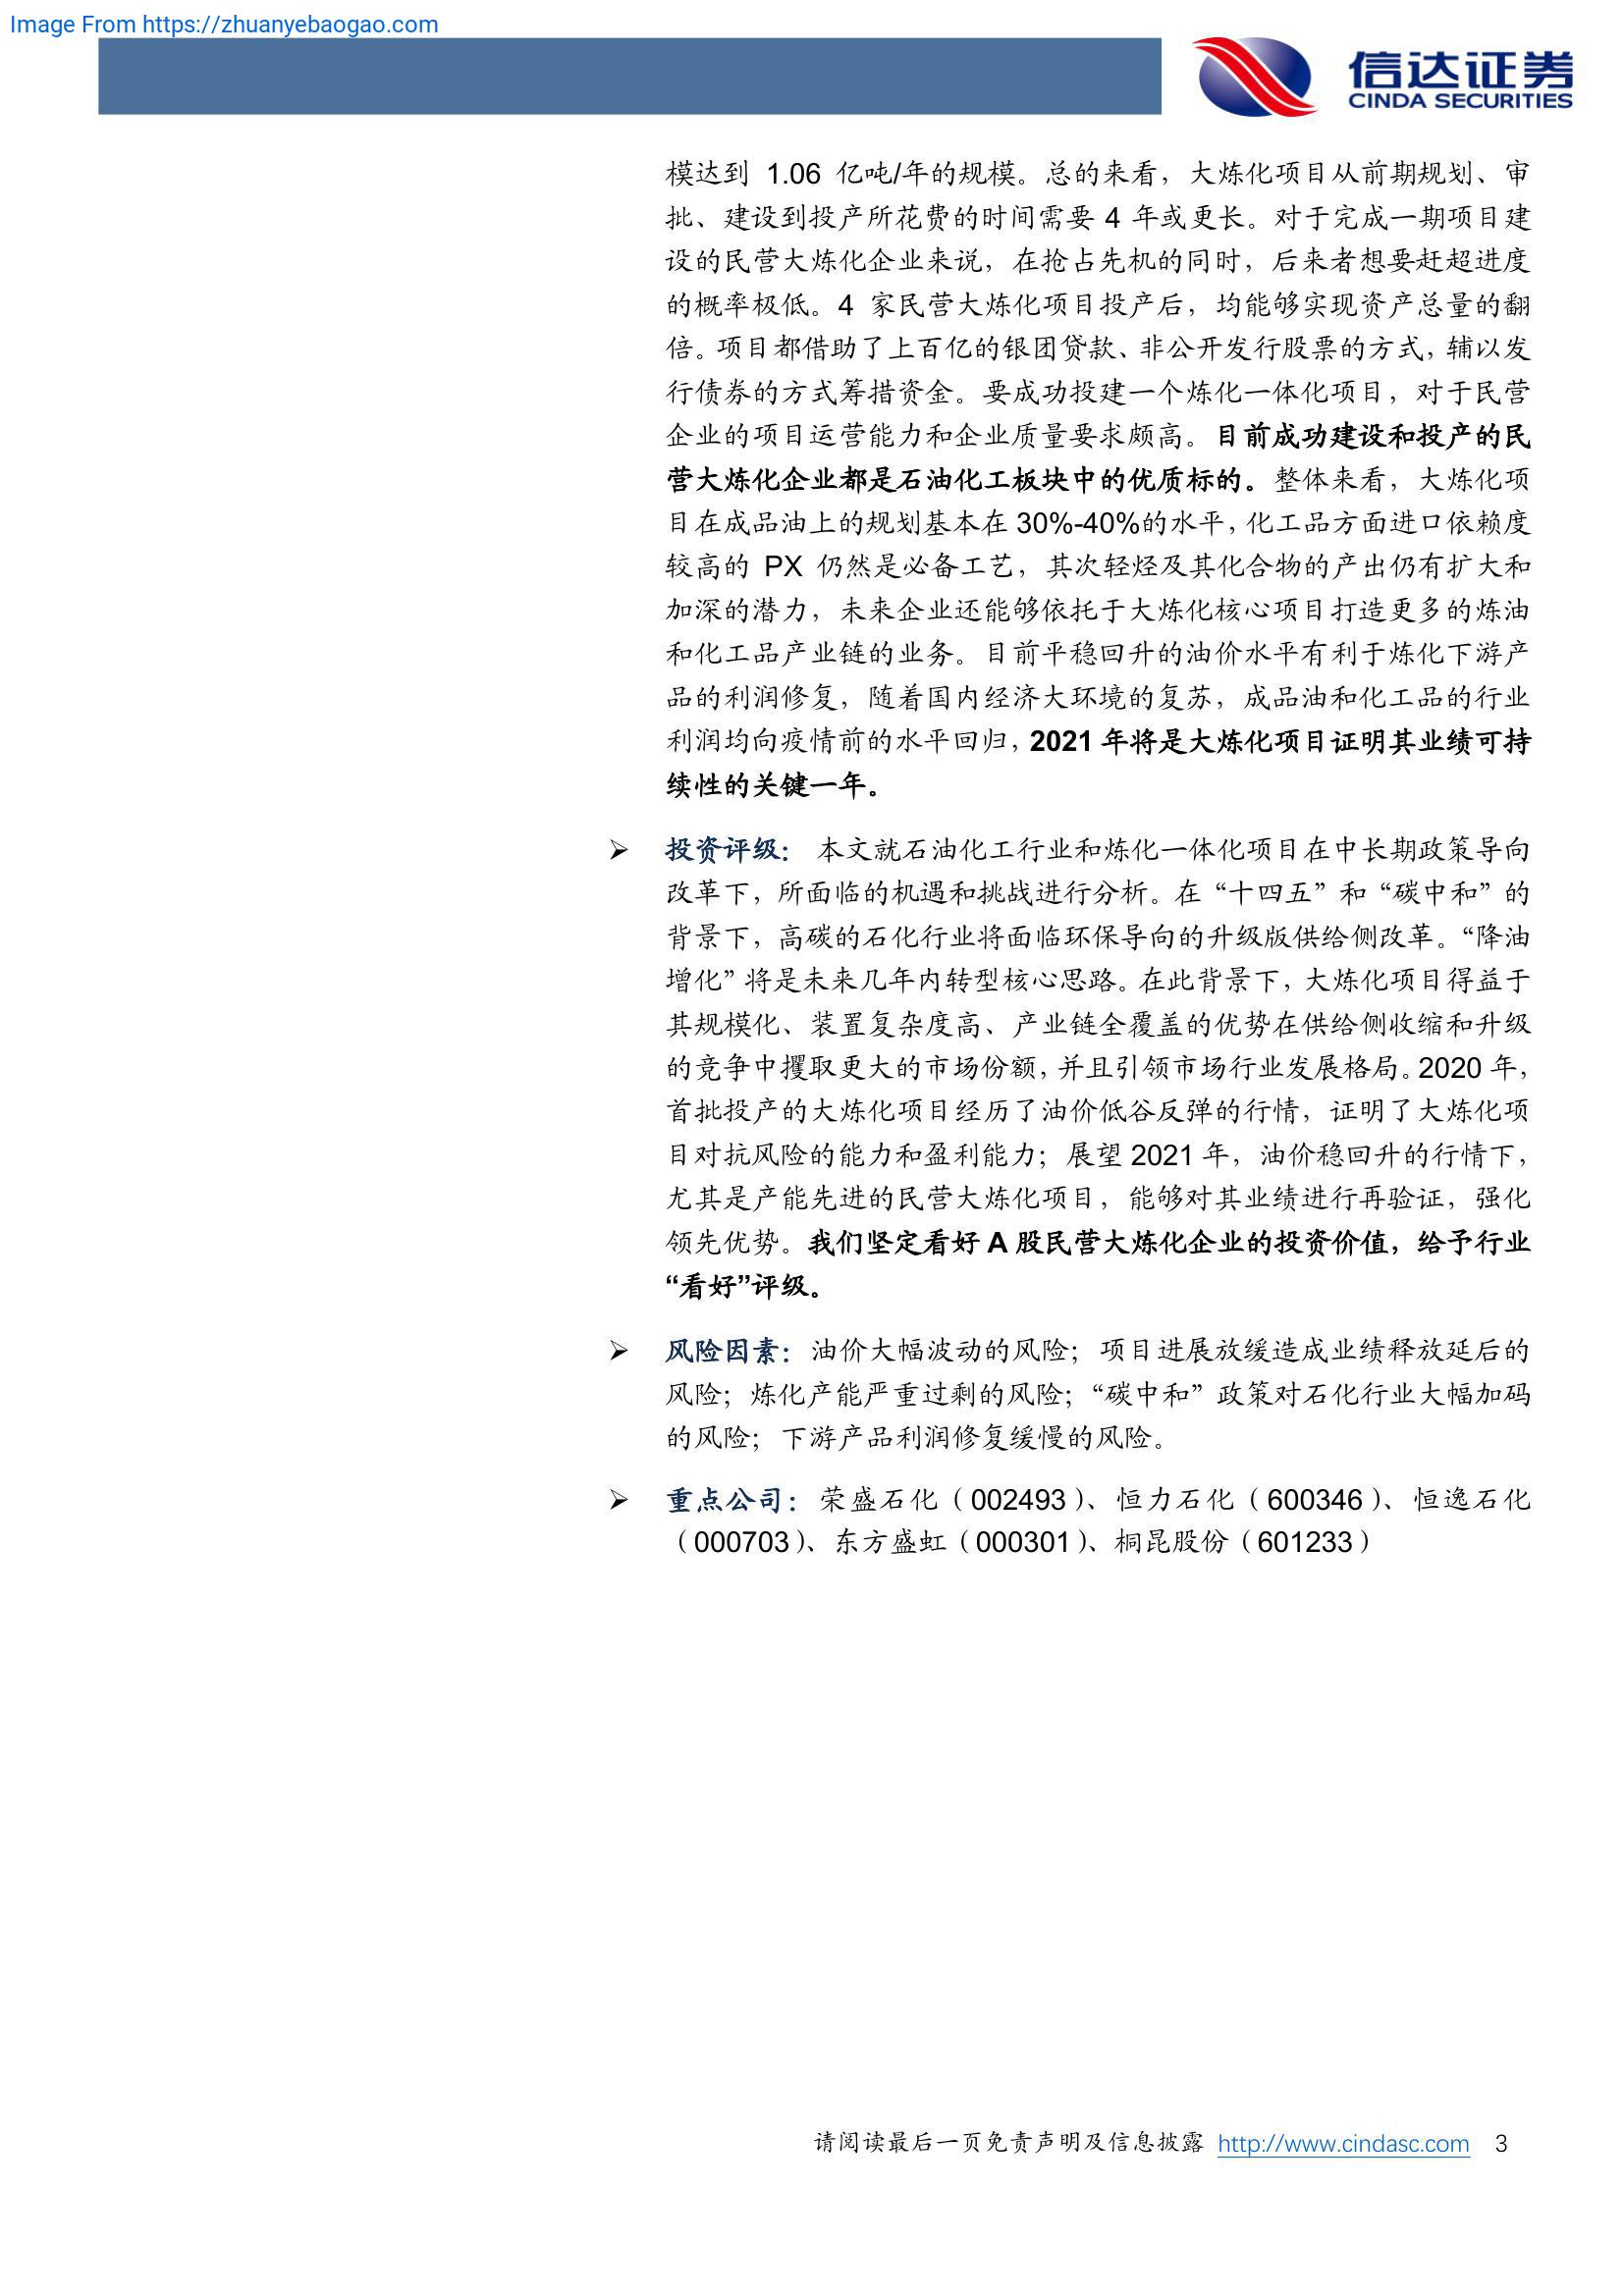 Image From https://zhuanyebaogao.com
信达证券
CINDA SECURITIES
模达到 1.06 亿吨/年的规模。总的来看，大炼化项目从前期规划、审
批、建设到投产所花费的时间需要 4 年或更长。对于完成一期项目建
设的民营大炼化企业来说，在抢占先机的同时，后来者想要赶超进度
的概率极低。4 家民营大炼化项目投产后，均能够实现资产总量的翻
倍。项目都借助了上百亿的银团贷款、非公开发行股票的方式，辅以发
行债券的方式筹措资金。要成功投建一个炼化一体化项目，对于民营
企业的项目运营能力和企业质量要求颇高。目前成功建设和投产的民
营大炼化企业都是石油化工板块中的优质标的。整体来看，大炼化项
目在成品油上的规划基本在 30%-40%的水平，化工品方面进口依赖度
较高的 PX 仍然是必备工艺，其次轻烃及其化合物的产出仍有扩大和
加深的潜力，未来企业还能够依托于大炼化核心项目打造更多的炼油
和化工品产业链的业务。目前平稳回升的油价水平有利于炼化下游产
品的利润修复，随着国内经济大环境的复苏，成品油和化工品的行业
利润均向疫情前的水平回归，2021 年将是大炼化项目证明其业绩可持
续性的关键一年。
➢ 投资评级： 本文就石油化工行业和炼化一体化项目在中长期政策导向
改革下，所面临的机遇和挑战进行分析。在“十四五”和“碳中和”的
背景下，高碳的石化行业将面临环保导向的升级版供给侧改革。“降油
增化”将是未来几年内转型核心思路。在此背景下，大炼化项目得益于
其规模化、装置复杂度高、产业链全覆盖的优势在供给侧收缩和升级
的竞争中攫取更大的市场份额，并且引领市场行业发展格局。2020 年，
首批投产的大炼化项目经历了油价低谷反弹的行情，证明了大炼化项
目对抗风险的能力和盈利能力；展望 2021 年，油价稳回升的行情下，
尤其是产能先进的民营大炼化项目，能够对其业绩进行再验证，强化
领先优势。我们坚定看好 A 股民营大炼化企业的投资价值，给予行业
“看好”评级。
➢ 风险因素：油价大幅波动的风险；项目进展放缓造成业绩释放延后的
风险；炼化产能严重过剩的风险；“碳中和”政策对石化行业大幅加码
的风险；下游产品利润修复缓慢的风险。
➢ 重点公司：荣盛石化（002493）、恒力石化（600346）、恒逸石化
（000703）、东方盛虹（000301）、桐昆股份（601233）
请阅读最后一页免责声明及信息披露 http://www.cindasc.com 3